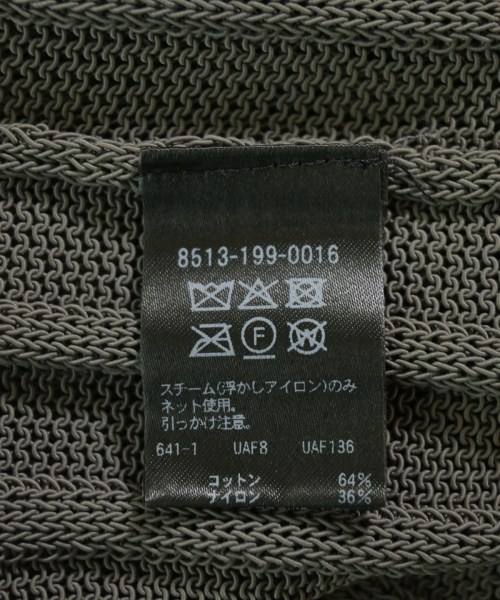 8513-199-0016
F W
スチーム(浮かしアイロン)のみ
ネット使用。
引っかけ注意。
641-1 UAF8 UAF136
コットン 64%
ナイロン 36%